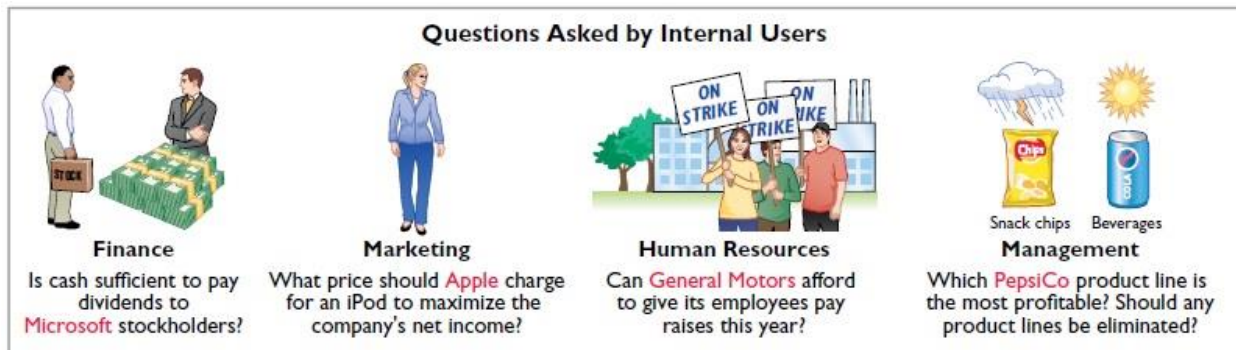 Questions Asked by Internal Users
STOCK
ON
STRIKE
ON
STRIKE
ON
IKE
Chips
Snack chips
Beverages
Finance
Is cash sufficient to pay
dividends to
Microsoft stockholders?
Marketing
What price should Apple charge
for an iPod to maximize the
company's net income?
Human Resources
Can General Motors afford
to give its employees pay
raises this year?
Management
Which PepsiCo product line is
the most profitable? Should any
product lines be eliminated?